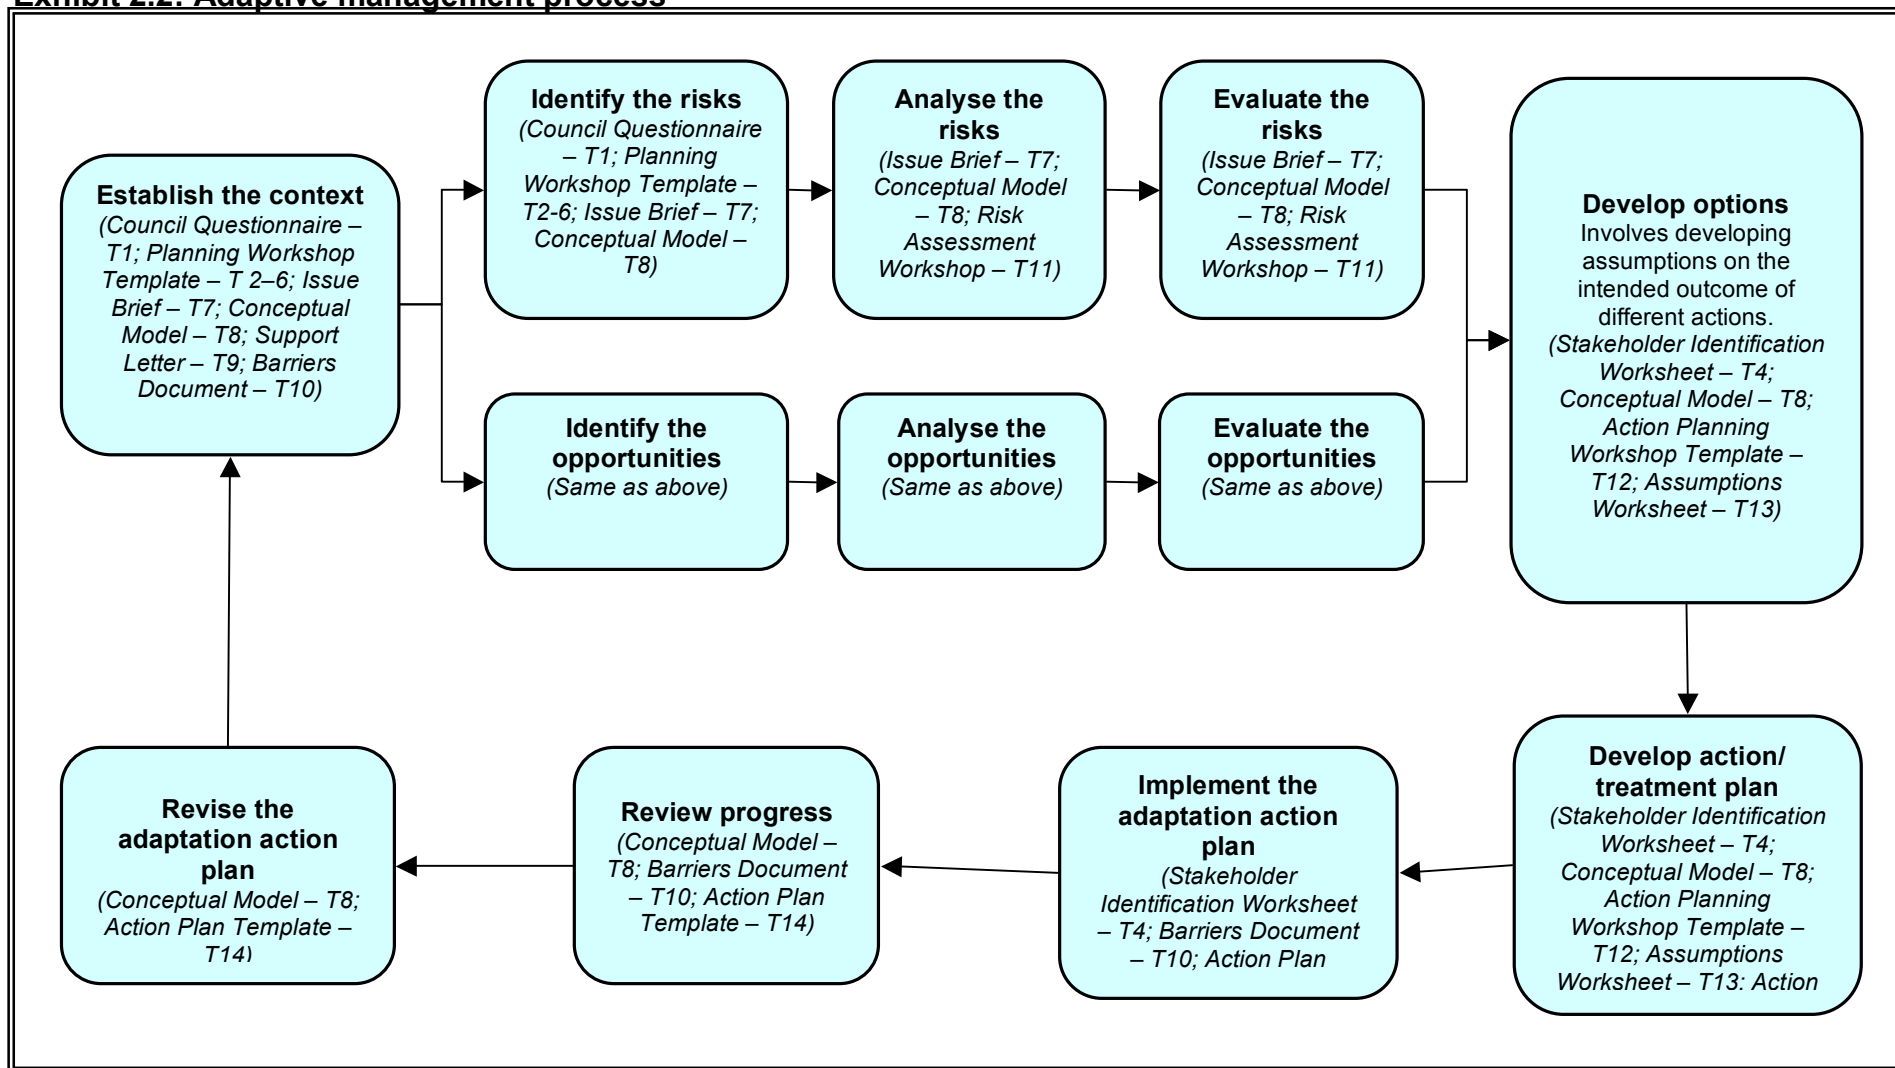 Exhibit 2.2: Adaptive management process
Establish the context
(Council Questionnaire –
T1; Planning Workshop
Template – T 2–6; Issue
Brief – T7; Conceptual
Model – T8; Support
Letter – T9; Barriers
Document – T10)
Identify the risks
(Council Questionnaire
– T1; Planning
Workshop Template –
T2-6; Issue Brief – T7;
Conceptual Model –
T8)
Analyse the
risks
(Issue Brief – T7;
Conceptual Model
– T8; Risk
Assessment
Workshop – T11)
Evaluate the
risks
(Issue Brief – T7;
Conceptual Model
– T8; Risk
Assessment
Workshop – T11)
Identify the
opportunities
(Same as above)
Analyse the
opportunities
(Same as above)
Evaluate the
opportunities
(Same as above)
Develop options
Involves developing
assumptions on the
intended outcome of
different actions.
(Stakeholder Identification
Worksheet – T4;
Conceptual Model – T8;
Action Planning
Workshop Template –
T12; Assumptions
Worksheet – T13)
Develop action/
treatment plan
(Stakeholder Identification
Worksheet – T4;
Conceptual Model – T8;
Action Planning
Workshop Template –
T12; Assumptions
Worksheet – T13: Action
Implement the
adaptation action
plan
(Stakeholder
Identification Worksheet
– T4; Barriers Document
– T10; Action Plan
Review progress
(Conceptual Model –
T8; Barriers Document
– T10; Action Plan
Template – T14)
Revise the
adaptation action
plan
(Conceptual Model – T8;
Action Plan Template –
T14)